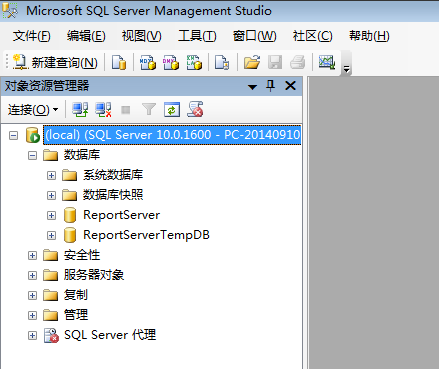 Microsoft SQL Server Management Studio
文件(F) 编辑(E) 视图(V) 工具(T) 窗口(W) 社区(C) 帮助(H)
新建查询(N)
对象资源管理器
连接(O)
(local) (SQL Server 10.0.1600 - PC-20140910
数据库
系统数据库
数据库快照
ReportServer
ReportServerTempDB
安全性
服务器对象
复制
管理
SQL Server 代理